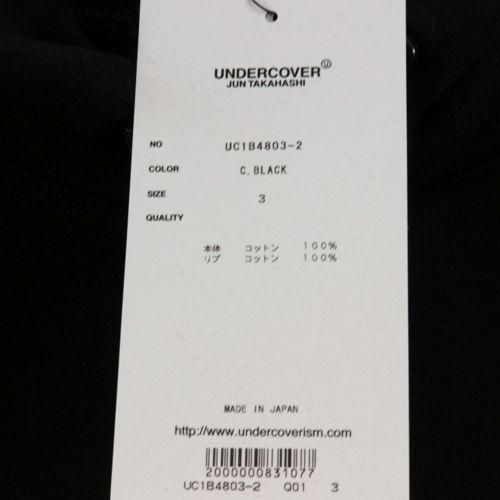 UNDERCOVER Ⓤ
JUN TAKAHASHI
NO UC1B4803-2
COLOR C.BLACK
SIZE 3
QUALITY
本体 コットン 100%
リブ コットン 100%
MADE IN JAPAN
http://www.undercoverism.com
2000000831077
UC1B4803-2 Q01 3